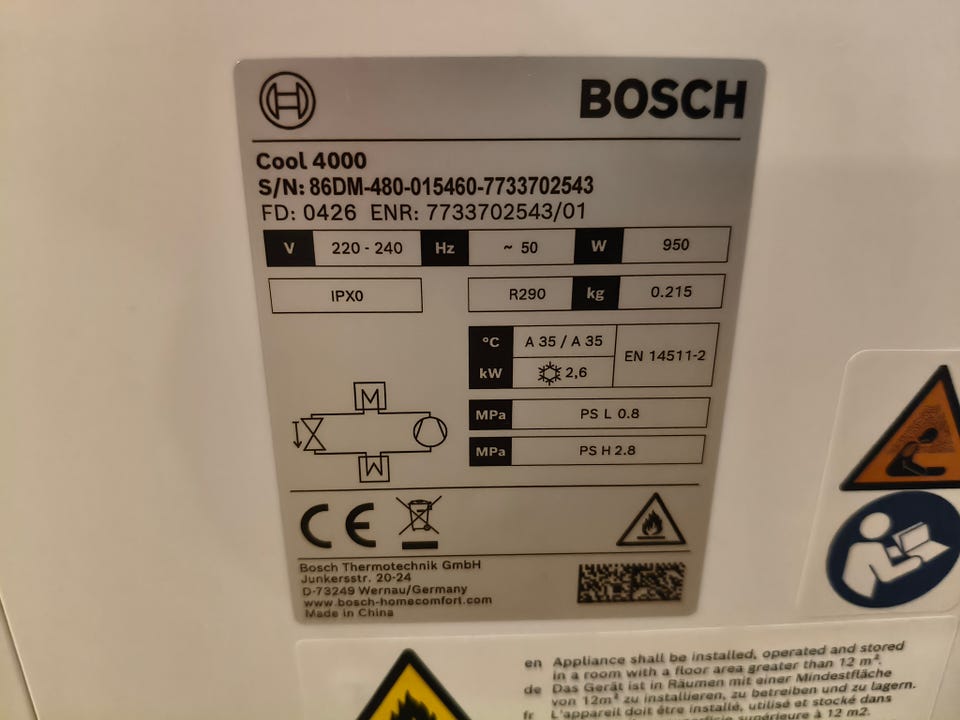 BOSCH
Cool 4000
S/N: 86DM-480-015460-7733702543
FD: 0426 ENR: 7733702543/01
V 220 - 240 Hz ~ 50 W 950
IPX0 R290 kg 0.215
°C A 35 / A 35 EN 14511-2
kW 2,6
MPa PS L 0.8
MPa PS H 2.8
M
CE
Bosch Thermotechnik GmbH
Junkersstr. 20-24
D-73249 Wernau/Germany
www.bosch-homecomfort.com
Made in China
en Appliance shall be installed, operated and stored
in a room with a floor area greater than 12 m².
de Das Gerät ist in Räumen mit einer Mindestfläche
von 12m² zu installieren, zu betreiben und zu lagern.
fr L'appareil doit être installé, utilisé et stocké dans
superficie supérieure à 12 m2.